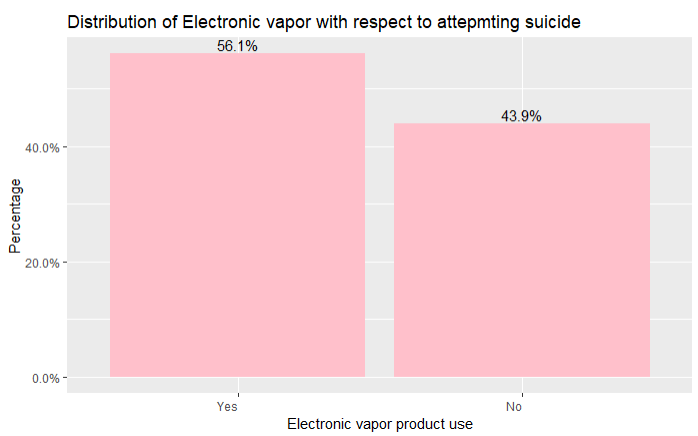 Distribution of Electronic vapor with respect to attepmting suicide
56.1%
43.9%
40.0%
20.0%
0.0%
Percentage
Yes
No
Electronic vapor product use